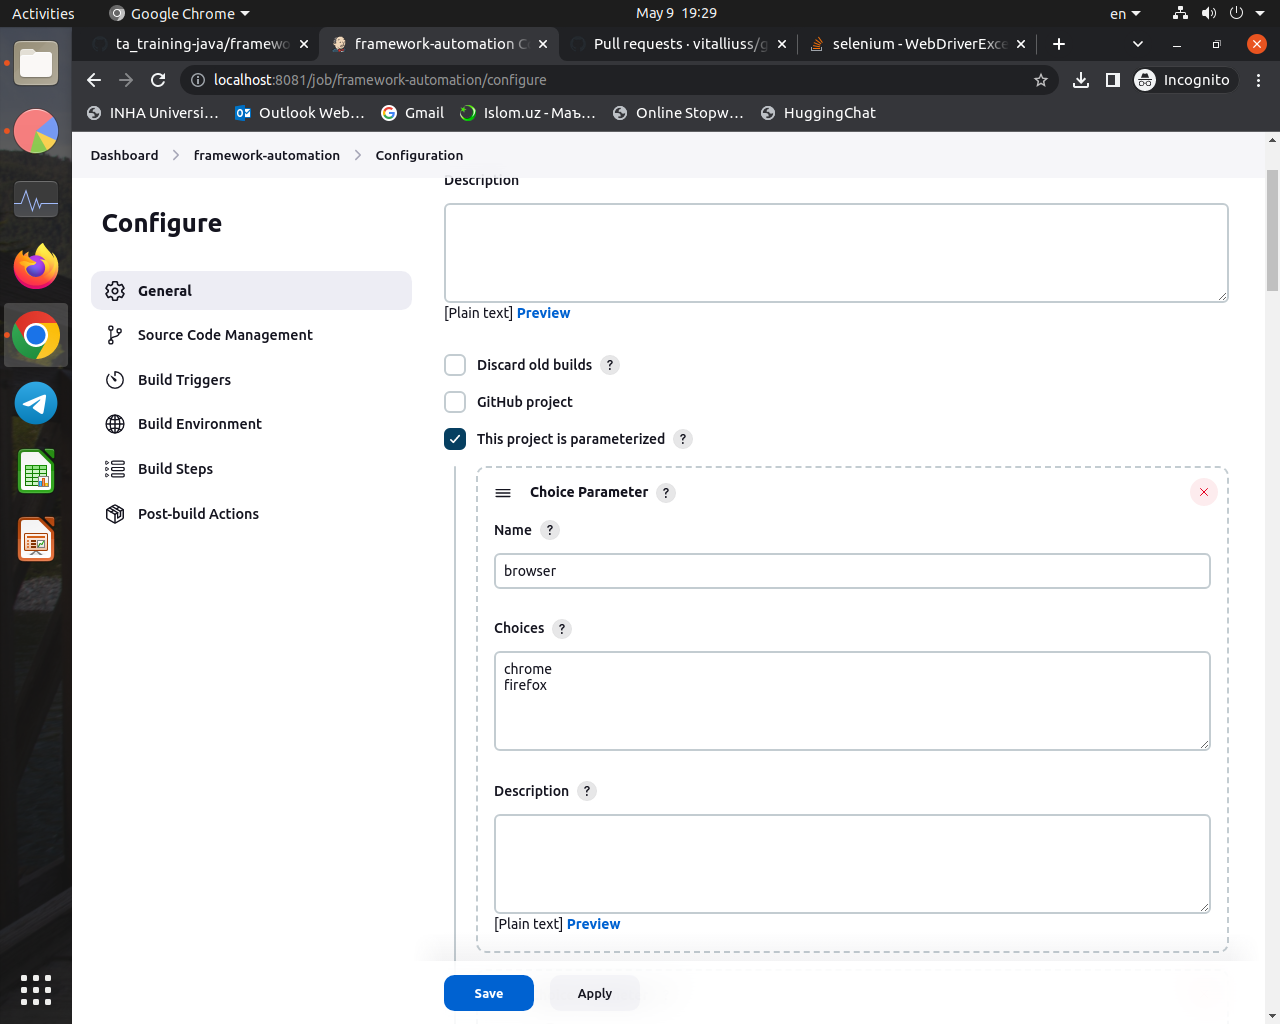 Activities
Google Chrome
May 9 19:29
en
ta_training-java/framewo
framework-automation Co
Pull requests · vitalliuss/g
selenium - WebDriverExce
localhost:8081/job/framework-automation/configure
Incognito
INHA Universi...
Outlook Web...
Gmail
Islom.uz - Маъ...
Online Stopw...
HuggingChat
Dashboard
framework-automation
Configuration
Configure
General
Source Code Management
Build Triggers
Build Environment
Build Steps
Post-build Actions
Description
[Plain text] Preview
Discard old builds ?
GitHub project
This project is parameterized ?
Choice Parameter ?
Name ?
browser
Choices ?
chrome
firefox
Description ?
[Plain text] Preview
Save
Apply